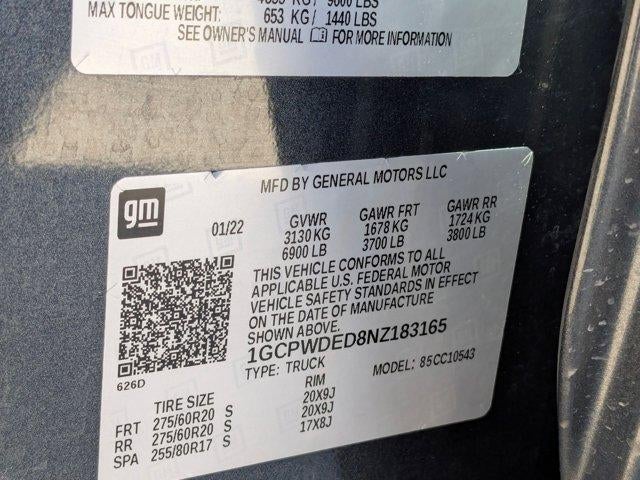 4353 KG/ 9600 LBS
MAX TONGUE WEIGHT: 653 KG/ 1440 LBS
SEE OWNER'S MANUAL FOR MORE INFORMATION
MFD BY GENERAL MOTORS LLC
gm
01/22 GVWR GAWR FRT GAWR RR
3130 KG 1678 KG 1724 KG
6900 LB 3700 LB 3800 LB
THIS VEHICLE CONFORMS TO ALL
APPLICABLE U.S. FEDERAL MOTOR
VEHICLE SAFETY STANDARDS IN EFFECT
ON THE DATE OF MANUFACTURE
SHOWN ABOVE.
1GCPWDED8NZ183165
TYPE: TRUCK MODEL: 85CC10543
626D
TIRE SIZE RIM
FRT 275/60R20 S 20X9J
RR 275/60R20 S 20X9J
SPA 255/80R17 S 17X8J